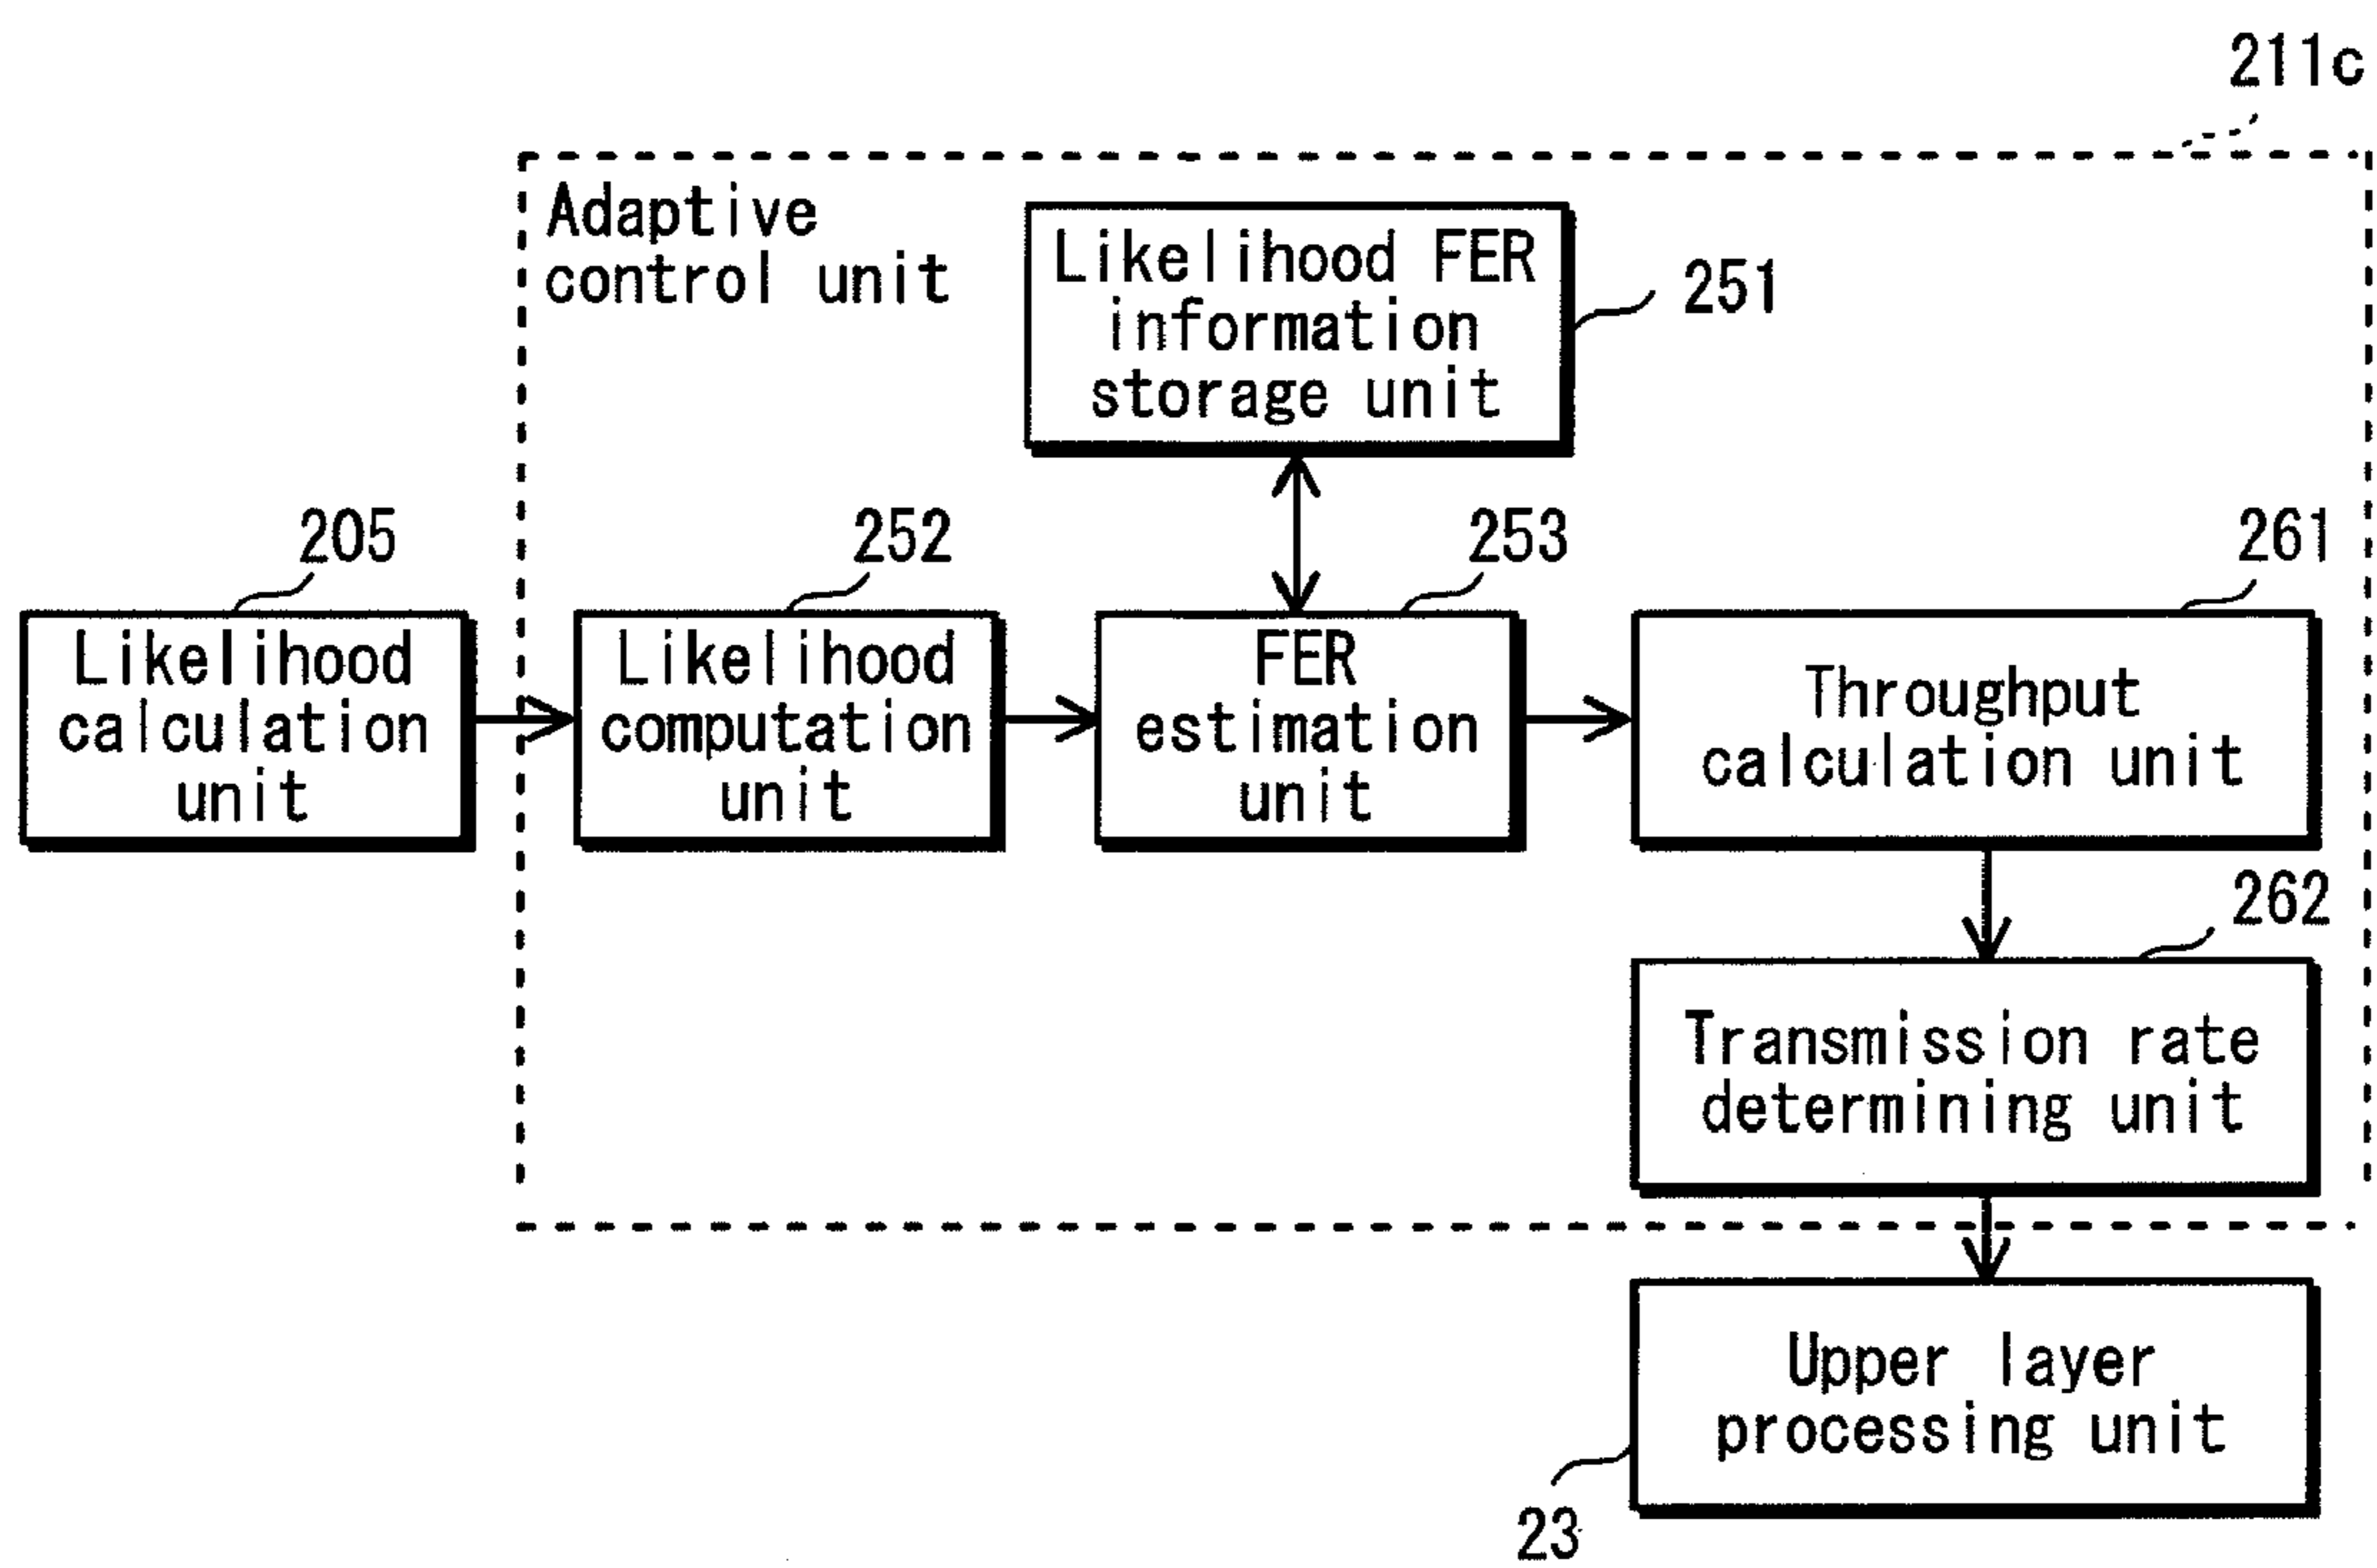 211c
Adaptive
control unit
Likelihood FER
information
storage unit
251
205
252
253
261
Likelihood
calculation
unit
Likelihood
computation
unit
FER
estimation
unit
Throughput
calculation unit
262
Transmission rate
determining unit
Upper layer
processing unit
23